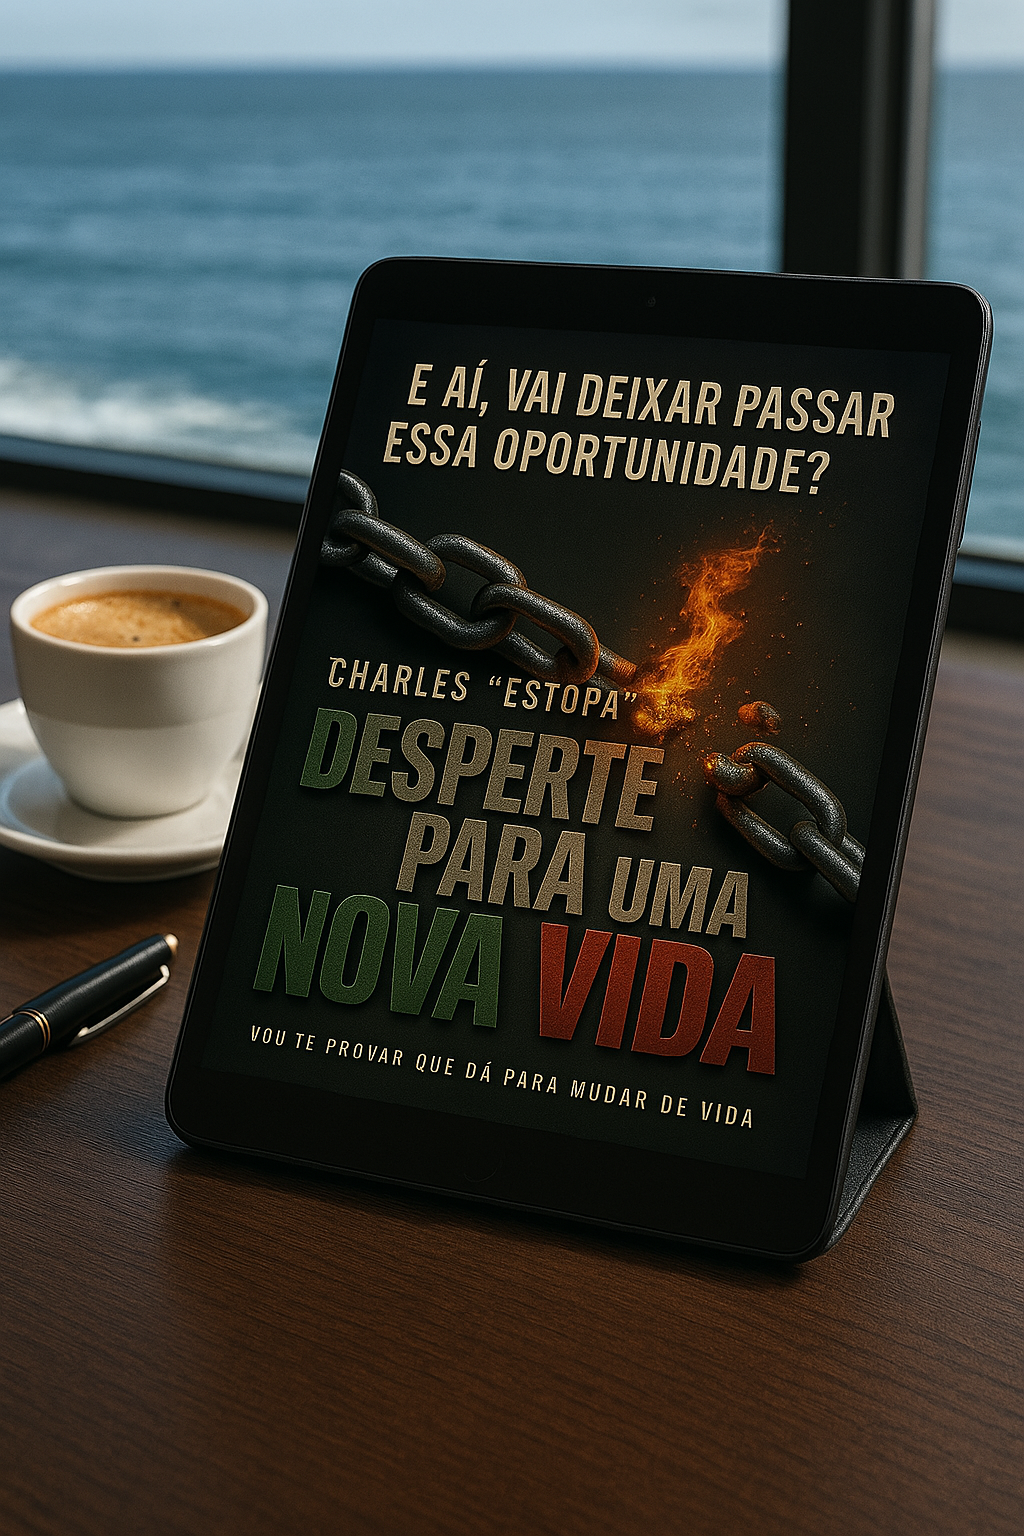 E AÍ, VAI DEIXAR PASSAR
ESSA OPORTUNIDADE?
CHARLES “ESTOPA”
DESPERTE
PARA UMA
NOVA VIDA
VOU TE PROVAR QUE DÁ PARA MUDAR DE VIDA